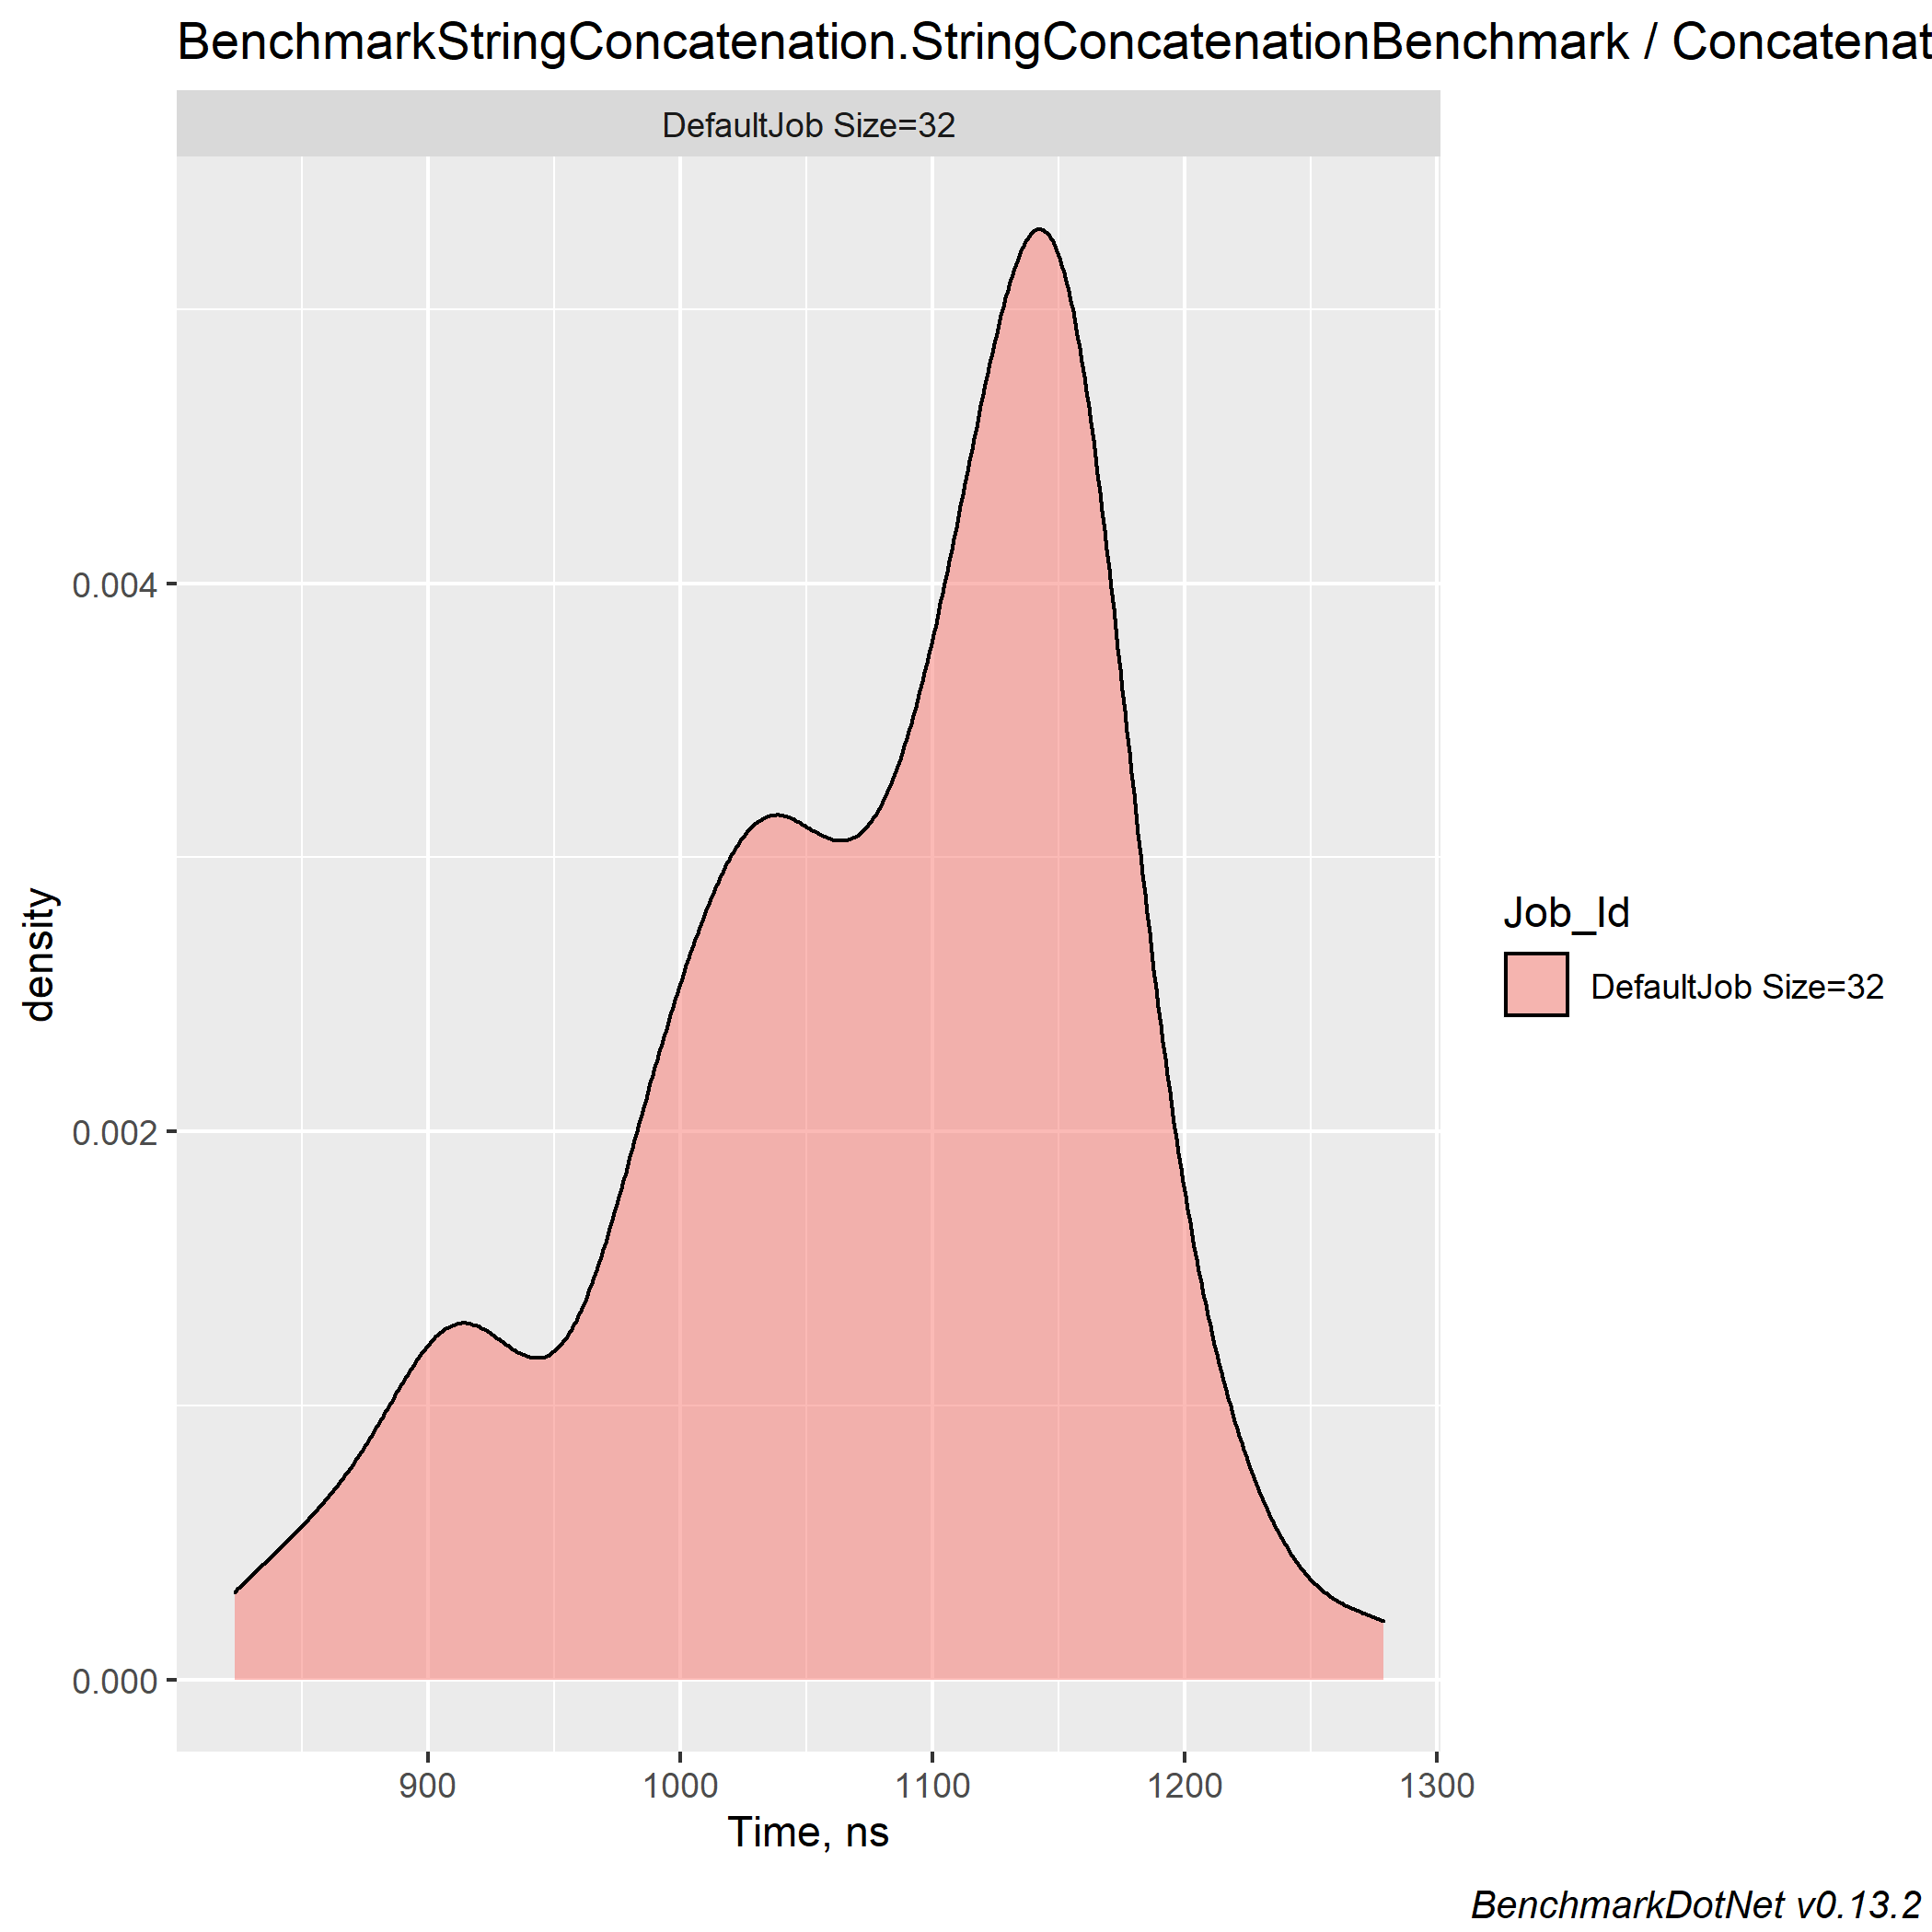 BenchmarkStringConcatenation.StringConcatenationBenchmark / Concatenat
DefaultJob Size=32
0.004
0.002
0.000
density
900 1000 1100 1200 1300
Time, ns
Job_Id
DefaultJob Size=32
BenchmarkDotNet v0.13.2